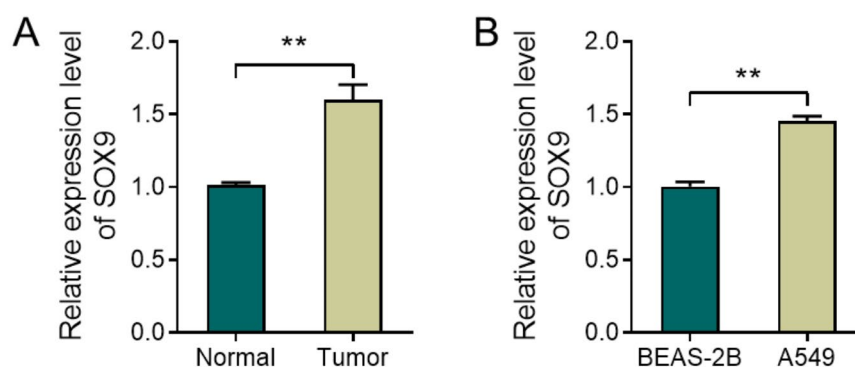 A
Relative expression level
of SOX9
2.0
1.5
1.0
0.5
0.0
**
Normal
Tumor
B
Relative expression level
of SOX9
2.0
1.5
1.0
0.5
0.0
**
BEAS-2B
A549